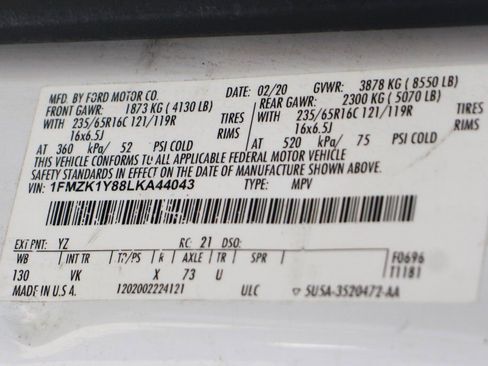 MFD. BY FORD MOTOR CO.
DATE: 02/20 GVWR: 3878 KG (8550 LB)
FRONT GAWR: 1873 KG (4130 LB) REAR GAWR: 2300 KG (5070 LB)
WITH 235/65R16C 121/119R TIRES WITH 235/65R16C 121/119R TIRES
16x6.5J RIMS 16x6.5J RIMS
AT 360 kPa/ 52 PSI COLD AT 520 kPa/ 75 PSI COLD
THIS VEHICLE CONFORMS TO ALL APPLICABLE FEDERAL MOTOR VEHICLE
SAFETY STANDARDS IN EFFECT ON THE DATE OF MANUFACTURE SHOWN ABOVE.
VIN: 1FMZK1Y88LKA44043 TYPE: MPV
EXT PNT: YZ RC: 21 DSO:
WB INT TR TP/PS R AXLE TR SPR F0696
130 VK X 73 U T1181
MADE IN U.S.A. 1202002224121 ULC ▽ 5USA-3520472-AA